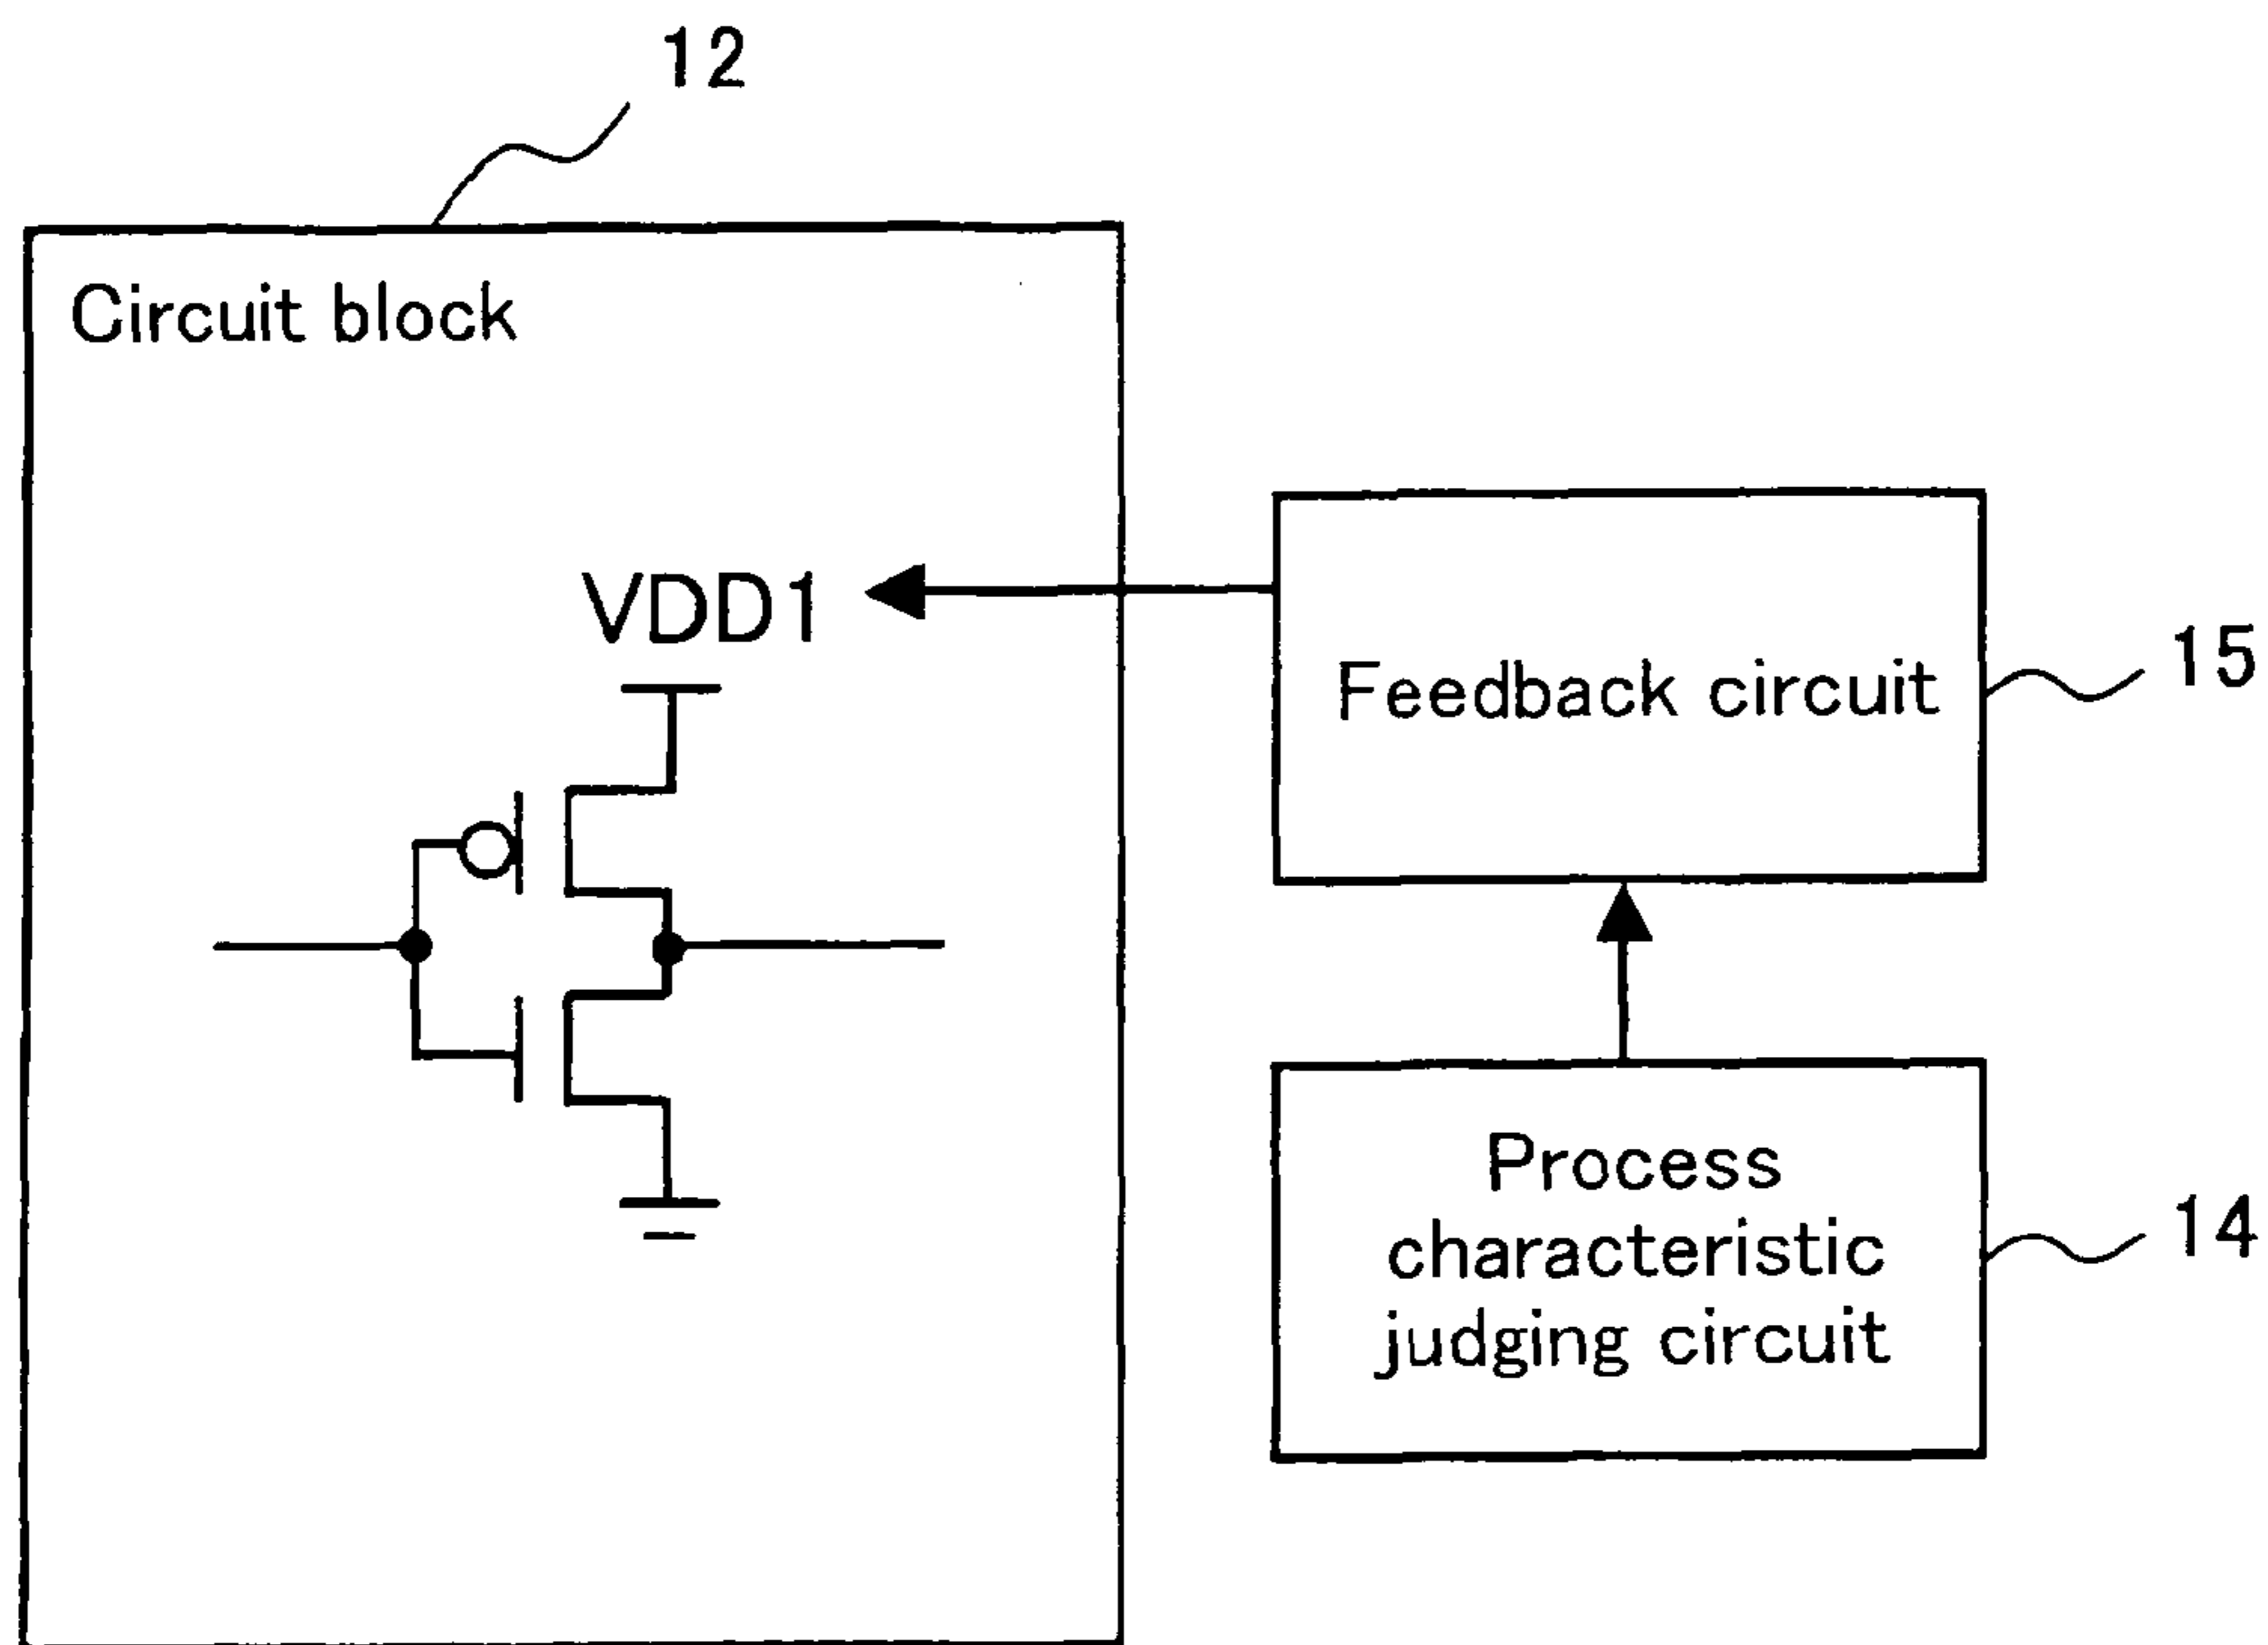 12
Circuit block
VDD1
Feedback circuit
15
Process
characteristic
judging circuit
14